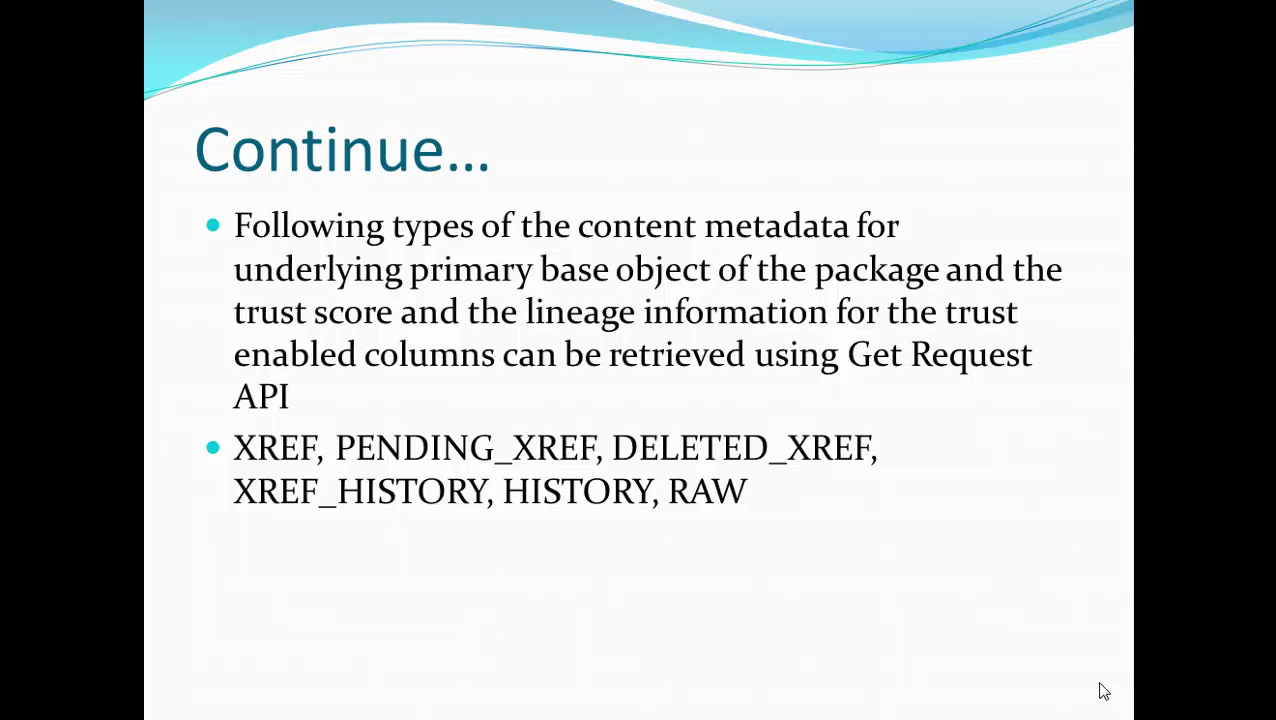 Continue...
Following types of the content metadata for
underlying primary base object of the package and the
trust score and the lineage information for the trust
enabled columns can be retrieved using Get Request
API
XREF, PENDING_XREF, DELETED_XREF,
XREF_HISTORY, HISTORY, RAW